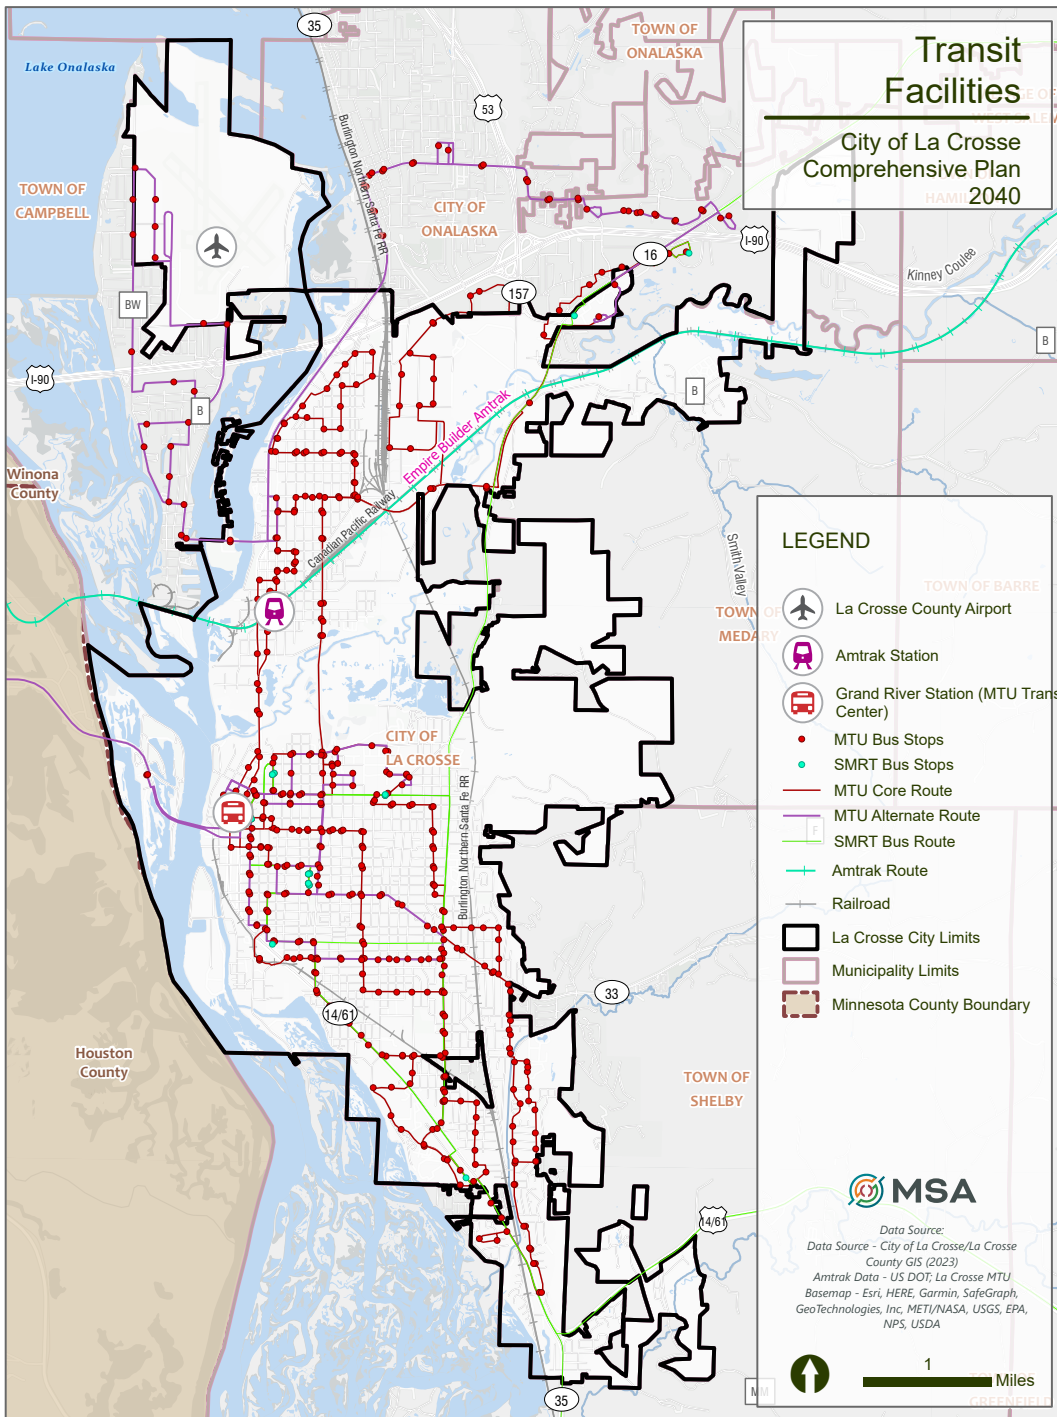 Transit
Facilities
City of La Crosse
Comprehensive Plan
2040
35
TOWN OF
ONALASKA
Lake Onalaska
53
Burlington Northern Santa Fe RR
TOWN OF
CAMPBELL
CITY OF
ONALASKA
HAMI
I-90
16
Kinney Coulee
BW
157
B
I-90
B
B
Empire Builder Amtrak
Winona
County
Canadian Pacific Railway
Smith Valley
TOWN OF
MEDARY
TOWN OF BARRE
CITY OF
LA CROSSE
Burlington Northern Santa Fe RR
F
33
14/61
Houston
County
TOWN OF
SHELBY
14/61
35
MM
GREENFIELD
LEGEND
La Crosse County Airport
Amtrak Station
Grand River Station (MTU Trans
Center)
MTU Bus Stops
SMRT Bus Stops
MTU Core Route
MTU Alternate Route
SMRT Bus Route
Amtrak Route
Railroad
La Crosse City Limits
Municipality Limits
Minnesota County Boundary
MSA
Data Source:
Data Source - City of La Crosse/La Crosse
County GIS (2023)
Amtrak Data - US DOT; La Crosse MTU
Basemap - Esri, HERE, Garmin, SafeGraph,
GeoTechnologies, Inc, METI/NASA, USGS, EPA,
NPS, USDA
1
Miles